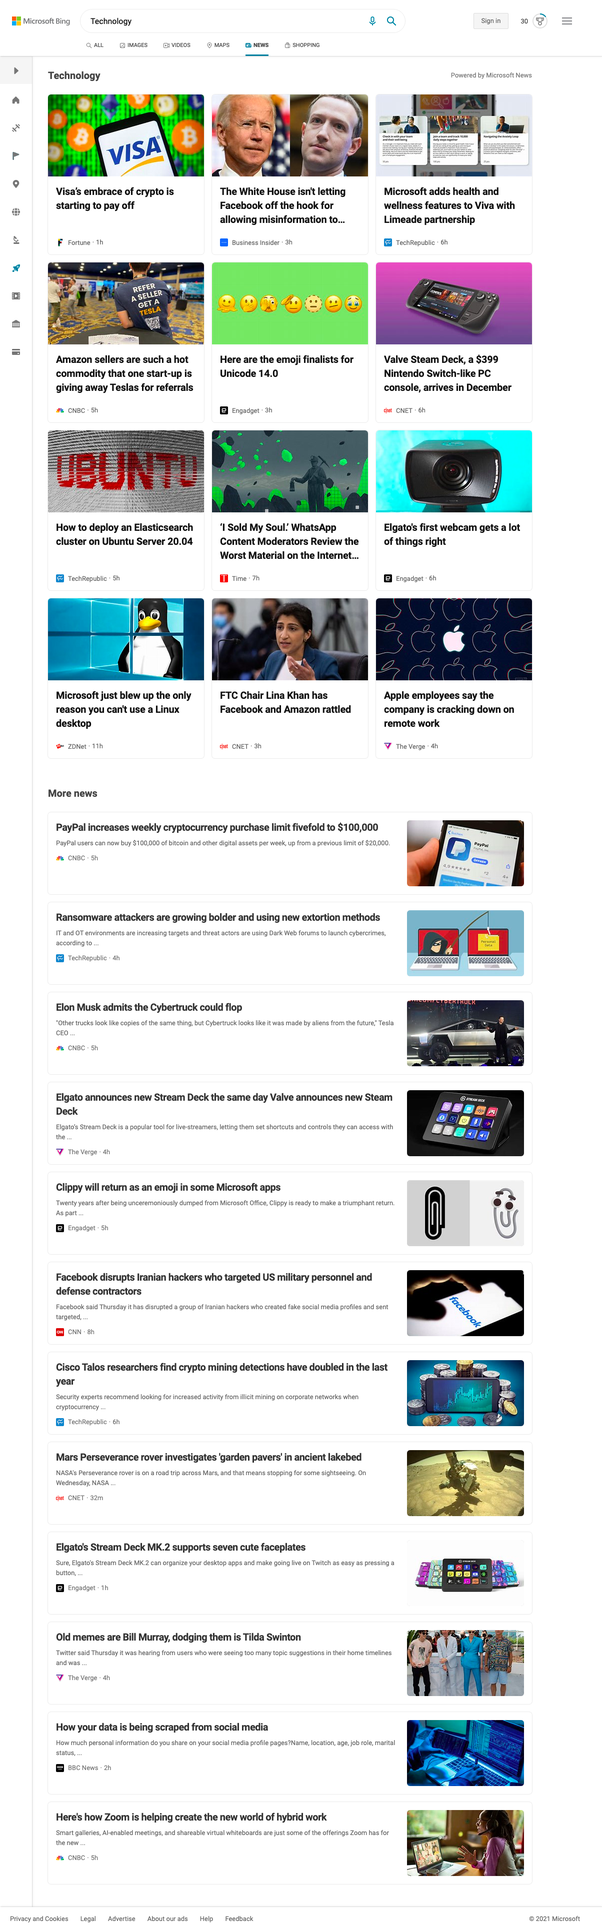 Microsoft Bing
Technology
Sign in
30
ALL
IMAGES
VIDEOS
MAPS
NEWS
SHOPPING
Technology
Powered by Microsoft News
VISA
Visa's embrace of crypto is
starting to pay off
Fortune · 1h
The White House isn't letting
Facebook off the hook for
allowing misinformation to...
Business Insider · 3h
Microsoft adds health and
wellness features to Viva with
Limeade partnership
TechRepublic · 6h
REFER
A SELLER
GET A
TESLA
Amazon sellers are such a hot
commodity that one start-up is
giving away Teslas for referrals
CNBC · 5h
Here are the emoji finalists for
Unicode 14.0
Engadget · 3h
Valve Steam Deck, a $399
Nintendo Switch-like PC
console, arrives in December
CNET · 6h
UBUNTU
How to deploy an Elasticsearch
cluster on Ubuntu Server 20.04
TechRepublic · 5h
'I Sold My Soul.' WhatsApp
Content Moderators Review the
Worst Material on the Internet...
Time · 7h
Elgato's first webcam gets a lot
of things right
Engadget · 6h
Microsoft just blew up the only
reason you can't use a Linux
desktop
ZDNet · 11h
FTC Chair Lina Khan has
Facebook and Amazon rattled
CNET · 3h
Apple employees say the
company is cracking down on
remote work
The Verge · 4h
More news
PayPal increases weekly cryptocurrency purchase limit fivefold to $100,000
PayPal users can now buy $100,000 of bitcoin and other digital assets per week, up from a previous limit of $20,000.
CNBC · 5h
PayPal
Ransomware attackers are growing bolder and using new extortion methods
IT and OT environments are increasing targets and threat actors are using Dark Web forums to launch cybercrimes,
according to ...
TechRepublic · 4h
Elon Musk admits the Cybertruck could flop
"Other trucks look like copies of the same thing, but Cybertruck looks like it was made by aliens from the future," Tesla
CEO ...
CNBC · 5h
Elgato announces new Stream Deck the same day Valve announces new Steam
Deck
Elgato's Stream Deck is a popular tool for live-streamers, letting them set shortcuts and controls they can access with
the ...
The Verge · 4h
STREAM DECK
Clippy will return as an emoji in some Microsoft apps
Twenty years after being unceremoniously dumped from Microsoft Office, Clippy is ready to make a triumphant return.
As part ...
Engadget · 5h
Facebook disrupts Iranian hackers who targeted US military personnel and
defense contractors
Facebook said Thursday it has disrupted a group of Iranian hackers who created fake social media profiles and sent
targeted, ...
CNN · 8h
facebook
Cisco Talos researchers find crypto mining detections have doubled in the last
year
Security experts recommend looking for increased activity from illicit mining on corporate networks when
cryptocurrency ...
TechRepublic · 6h
Mars Perseverance rover investigates 'garden pavers' in ancient lakebed
NASA's Perseverance rover is on a road trip across Mars, and that means stopping for some sightseeing. On
Wednesday, NASA ...
CNET · 32m
Elgato's Stream Deck MK.2 supports seven cute faceplates
Sure, Elgato's Stream Deck MK.2 can organize your desktop apps and make going live on Twitch as easy as pressing a
button, ...
Engadget · 1h
Old memes are Bill Murray, dodging them is Tilda Swinton
Twitter said Thursday it was hearing from users who were seeing too many topic suggestions in their home timelines
and was ...
The Verge · 4h
How your data is being scraped from social media
How much personal information do you share on your social media profile pages?Name, location, age, job role, marital
status, ...
BBC News · 2h
Here's how Zoom is helping create the new world of hybrid work
Smart galleries, AI-enabled meetings, and shareable virtual whiteboards are just some of the offerings Zoom has for
the new ...
CNBC · 5h
Privacy and Cookies
Legal
Advertise
About our ads
Help
Feedback
© 2021 Microsoft